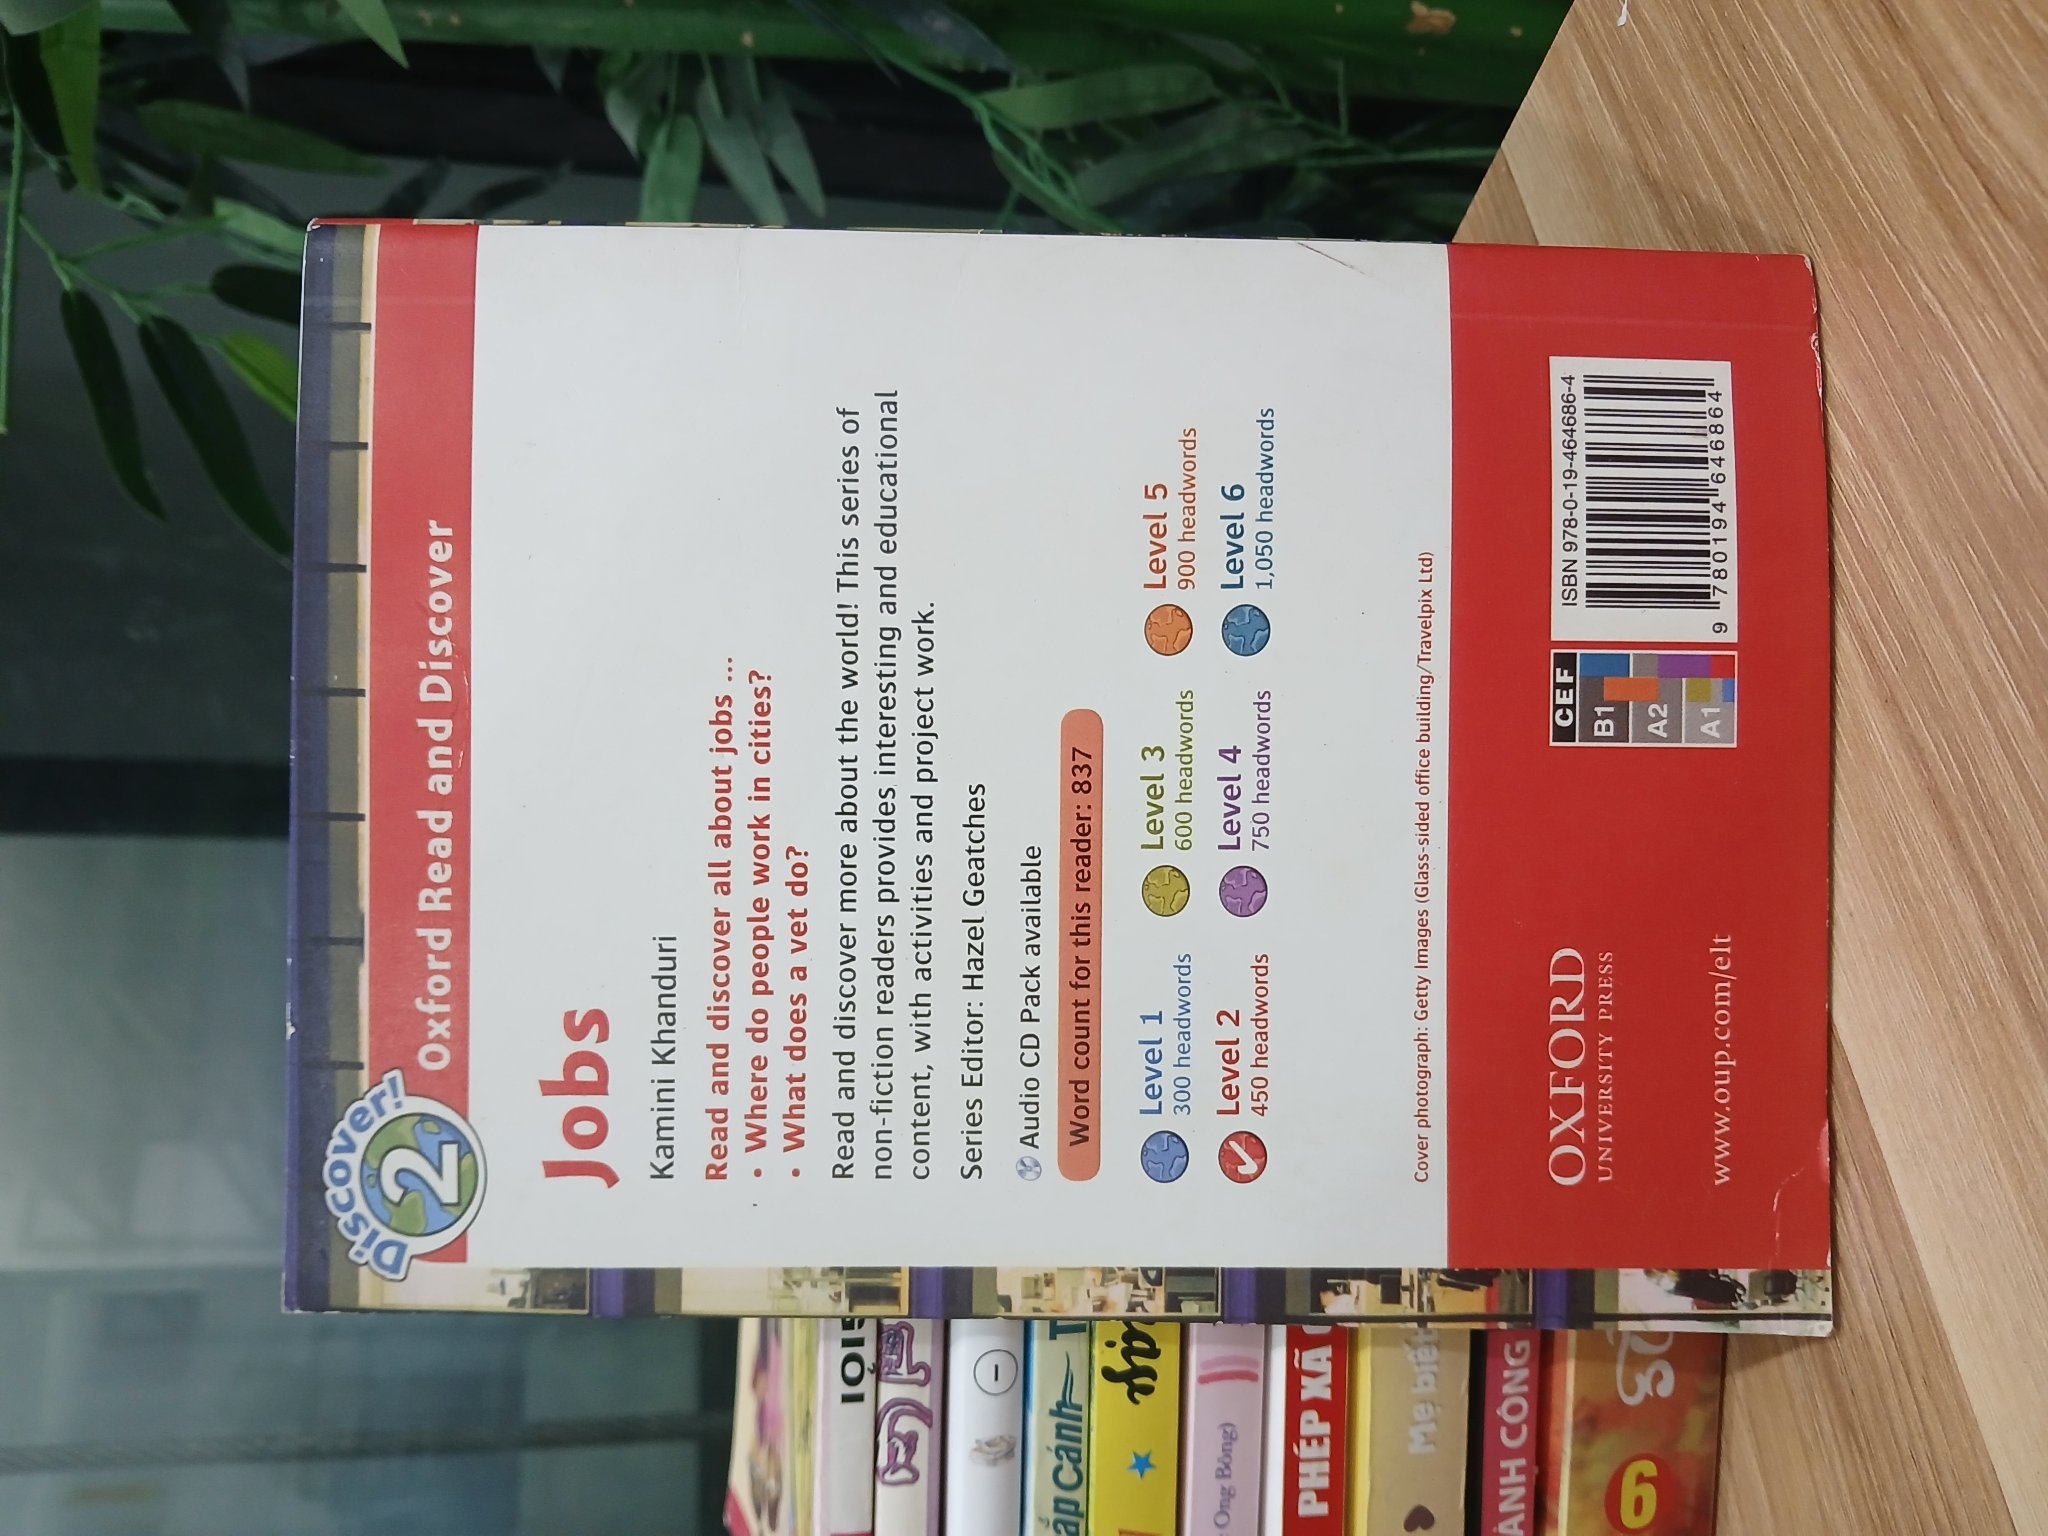 Discover!
2
Oxford Read and Discover
Jobs
Kamini Khanduri
Read and discover all about jobs ...
• Where do people work in cities?
• What does a vet do?
Read and discover more about the world! This series of
non-fiction readers provides interesting and educational
content, with activities and project work.
Series Editor: Hazel Geatches
Audio CD Pack available
Word count for this reader: 837
Level 1
300 headwords
Level 2
450 headwords
Level 3
600 headwords
Level 4
750 headwords
Level 5
900 headwords
Level 6
1,050 headwords
Cover photograph: Getty Images (Glass-sided office building/Travelpix Ltd)
OXFORD
UNIVERSITY PRESS
www.oup.com/elt
CEF
B1
A2
A1
ISBN 978-0-19-464686-4
9 780194 646864
ắp Cánh
Ong Bông)
PHÉP XÃ
Mẹ biết
ÀNH CÔNG
6